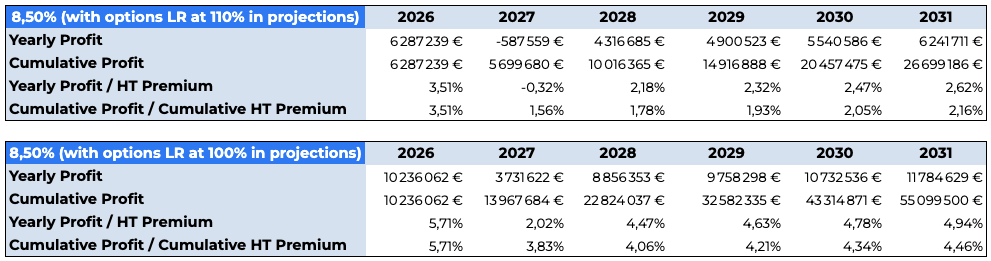 8,50% (with options LR at 110% in projections) 2026 2027 2028 2029 2030 2031
Yearly Profit 6 287 239 € -587 559 € 4 316 685 € 4 900 523 € 5 540 586 € 6 241 711 €
Cumulative Profit 6 287 239 € 5 699 680 € 10 016 365 € 14 916 888 € 20 457 475 € 26 699 186 €
Yearly Profit / HT Premium 3,51% -0,32% 2,18% 2,32% 2,47% 2,62%
Cumulative Profit / Cumulative HT Premium 3,51% 1,56% 1,78% 1,93% 2,05% 2,16%
8,50% (with options LR at 100% in projections) 2026 2027 2028 2029 2030 2031
Yearly Profit 10 236 062 € 3 731 622 € 8 856 353 € 9 758 298 € 10 732 536 € 11 784 629 €
Cumulative Profit 10 236 062 € 13 967 684 € 22 824 037 € 32 582 335 € 43 314 871 € 55 099 500 €
Yearly Profit / HT Premium 5,71% 2,02% 4,47% 4,63% 4,78% 4,94%
Cumulative Profit / Cumulative HT Premium 5,71% 3,83% 4,06% 4,21% 4,34% 4,46%